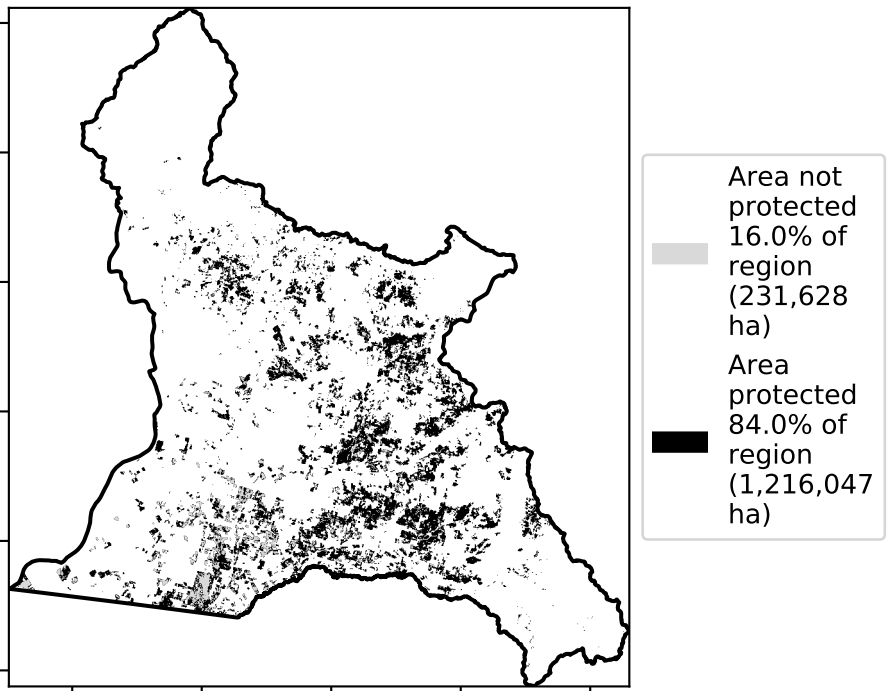 Area not
protected
16.0% of
region
(231,628
ha)
Area
protected
84.0% of
region
(1,216,047
ha)